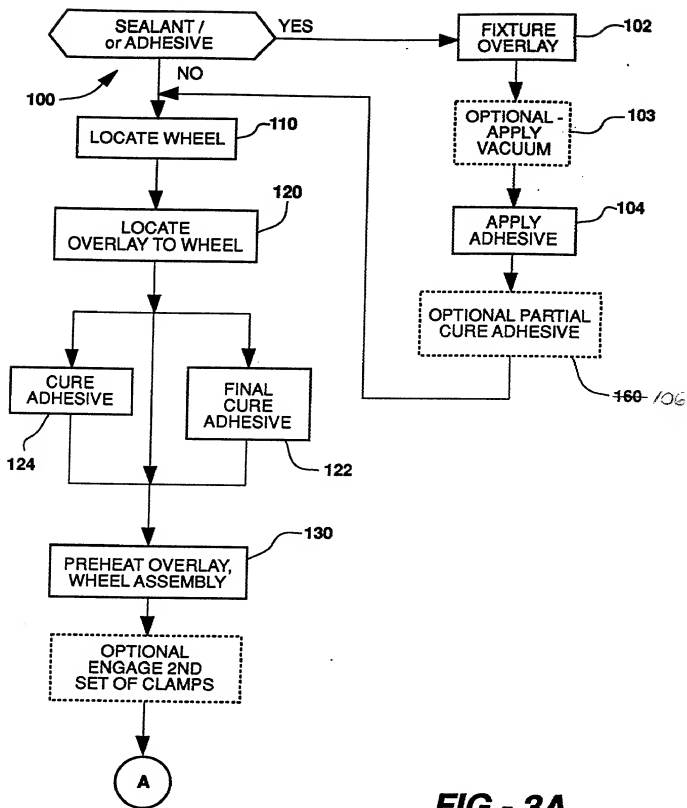 SEALANT /
or ADHESIVE
YES
FIXTURE
OVERLAY
102
NO
100
OPTIONAL -
APPLY
VACUUM
103
LOCATE WHEEL
110
APPLY
ADHESIVE
104
LOCATE
OVERLAY TO WHEEL
120
OPTIONAL PARTIAL
CURE ADHESIVE
160 106
CURE
ADHESIVE
124
FINAL
CURE
ADHESIVE
122
PREHEAT OVERLAY,
WHEEL ASSEMBLY
130
OPTIONAL
ENGAGE 2ND
SET OF CLAMPS
A
FIG - 3A